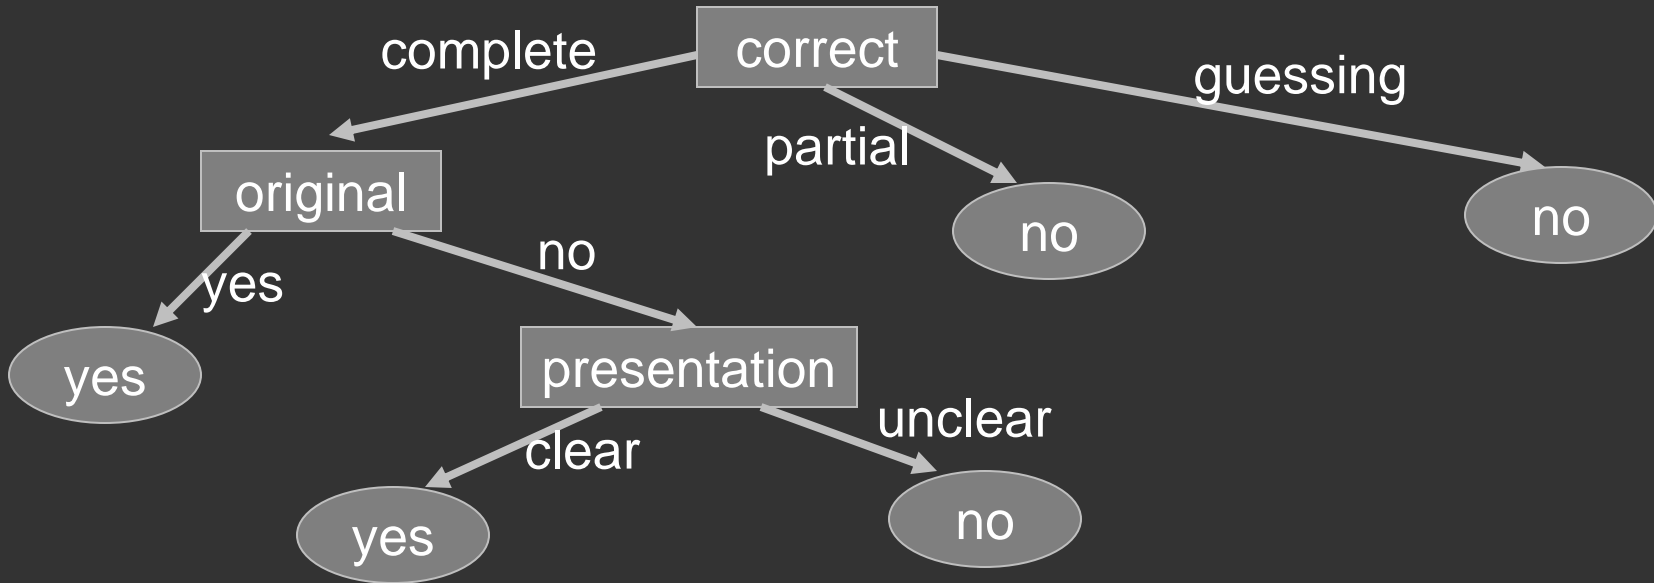 correct
complete
guessing
partial
original
no
no
no
yes
presentation
yes
unclear
clear
no
yes